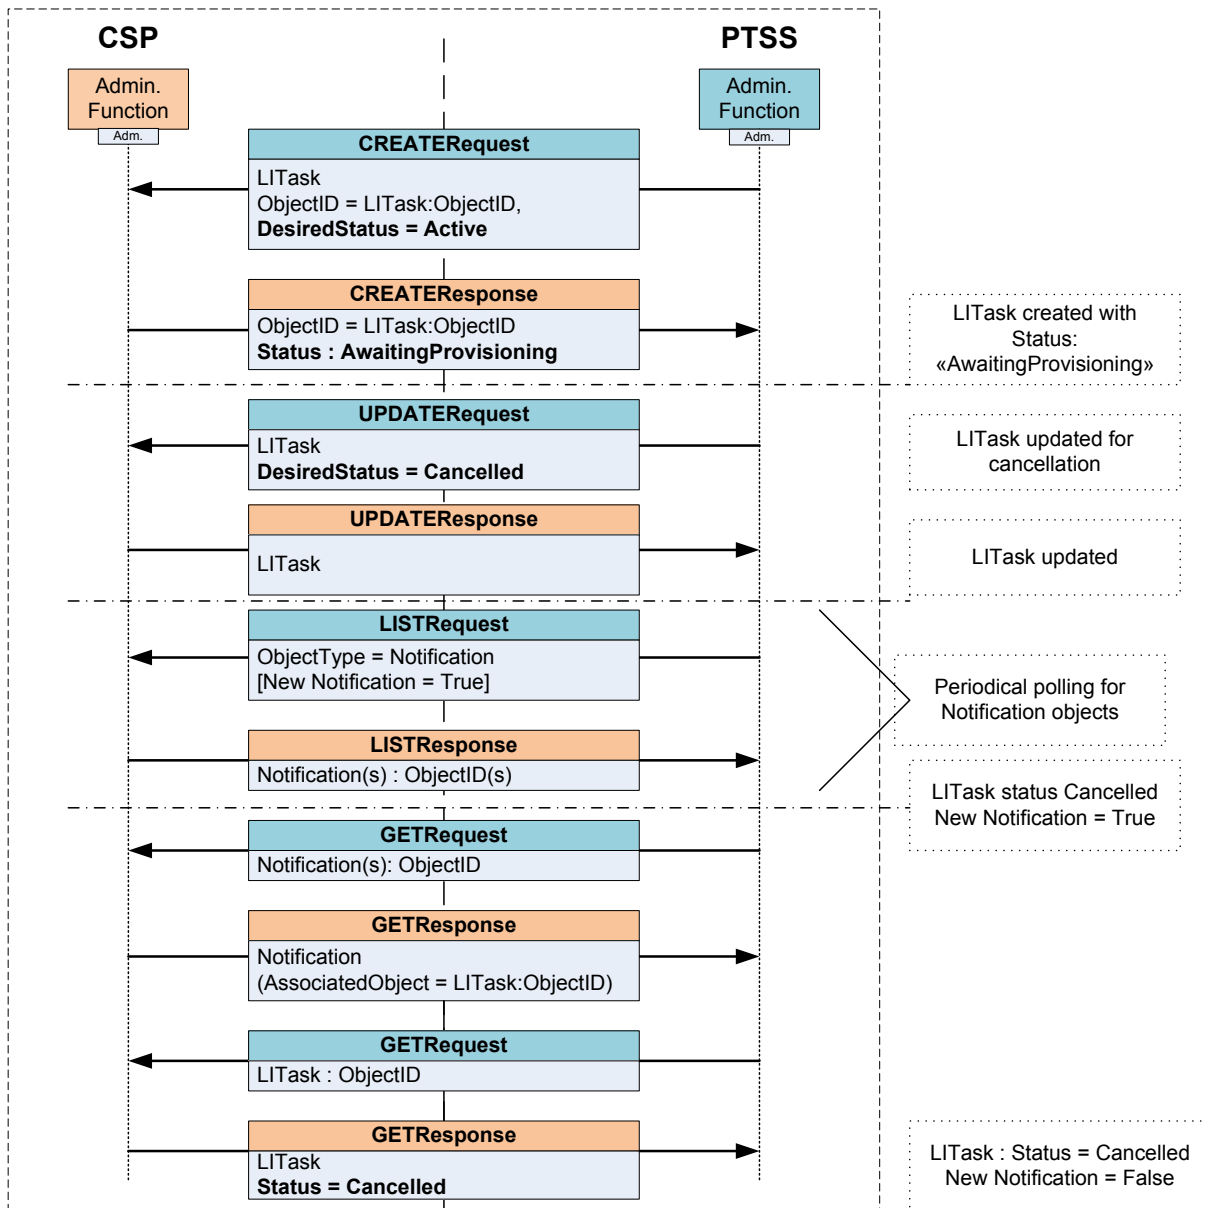 CSP
PTSS
Admin.
Function
Adm.
Admin.
Function
Adm.
CREATERequest
LITask
ObjectID = LITask:ObjectID,
DesiredStatus = Active
CREATEResponse
ObjectID = LITask:ObjectID
Status : AwaitingProvisioning
LITask created with
Status:
«AwaitingProvisioning»
UPDATERequest
LITask
DesiredStatus = Cancelled
LITask updated for
cancellation
UPDATEResponse
LITask
LITask updated
LISTRequest
ObjectType = Notification
[New Notification = True]
Periodical polling for
Notification objects
LISTResponse
Notification(s) : ObjectID(s)
LITask status Cancelled
New Notification = True
GETRequest
Notification(s): ObjectID
GETResponse
Notification
(AssociatedObject = LITask:ObjectID)
GETRequest
LITask : ObjectID
GETResponse
LITask
Status = Cancelled
LITask : Status = Cancelled
New Notification = False